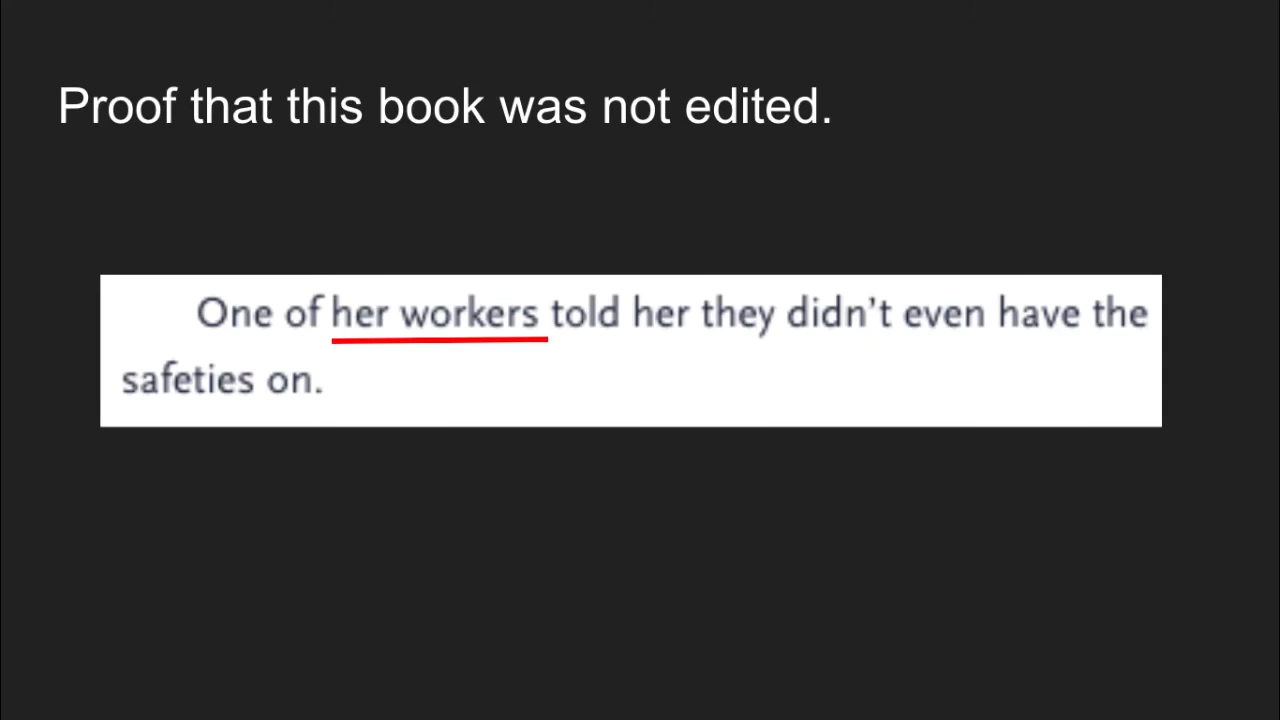 Proof that this book was not edited.
One of her workers told her they didn’t even have the
safeties on.